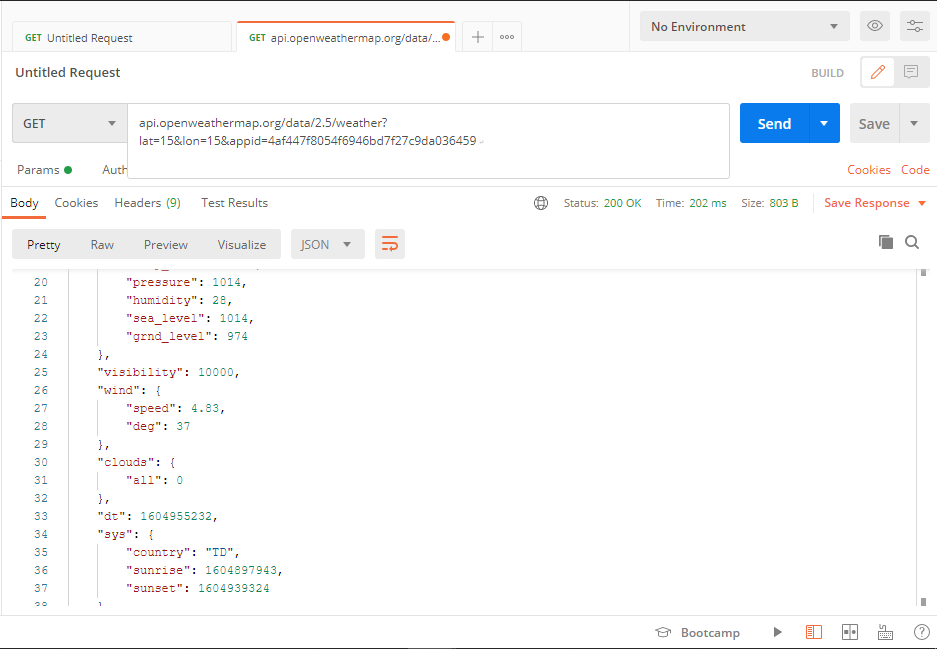 GET Untitled Request
GET api.openweathermap.org/data/...
No Environment
Untitled Request
BUILD
GET
api.openweathermap.org/data/2.5/weather?
lat=15&lon=15&appid=4af447f8054f6946bd7f27c9da036459
Send
Save
Params
Auth
Cookies Code
Body Cookies Headers (9) Test Results
Status: 200 OK Time: 202 ms Size: 803 B Save Response
Pretty Raw Preview Visualize JSON
20 "pressure": 1014,
21 "humidity": 28,
22 "sea_level": 1014,
23 "grnd_level": 974
24 },
25 "visibility": 10000,
26 "wind": {
27 "speed": 4.83,
28 "deg": 37
29 },
30 "clouds": {
31 "all": 0
32 },
33 "dt": 1604955232,
34 "sys": {
35 "country": "TD",
36 "sunrise": 1604897943,
37 "sunset": 1604939324
38
Bootcamp